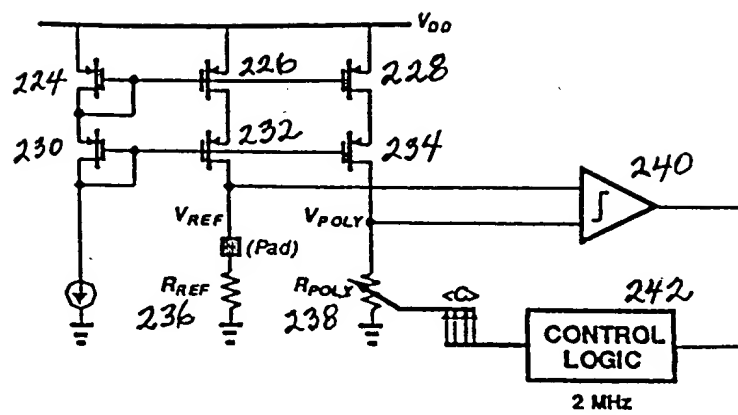 VDD
224 226 228
230 232 234
240
VREF VPOLY
(Pad)
RREF RPOLY <C> 242
236 238 CONTROL
LOGIC
2 MHz